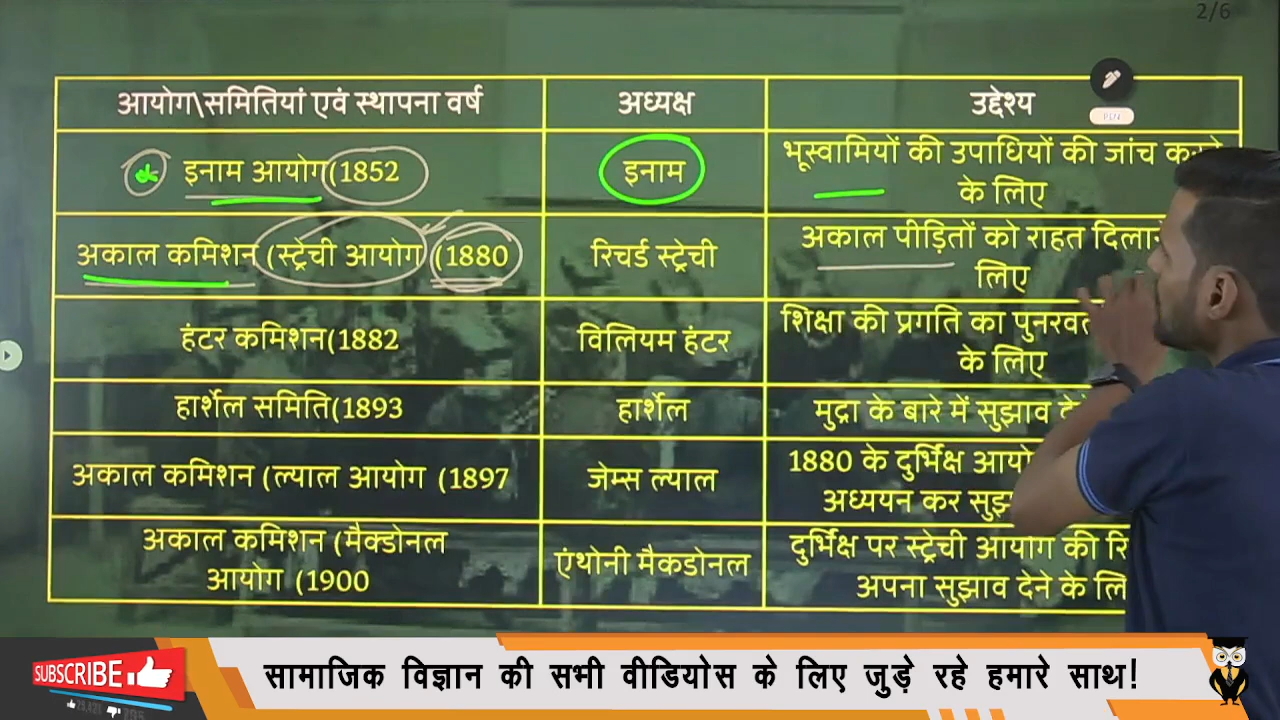 2/6
आयोग\समितियां एवं स्थापना वर्ष
अध्यक्ष
उद्देश्य
इनाम आयोग(1852
इनाम
भूस्वामियों की उपाधियों की जांच
के लिए
अकाल कमिशन (स्ट्रेची आयोग (1880
रिचर्ड स्ट्रेची
अकाल पीड़ितों को राहत
लिए
हंटर कमिशन(1882
विलियम हंटर
शिक्षा की प्रगति का
के लिए
हार्शेल समिति(1893
हार्शेल
मुद्रा के बारे में सुझाव
अकाल कमिशन (ल्याल आयोग (1897
जेम्स ल्याल
1880 के दुर्भिक्ष
अध्ययन कर
अकाल कमिशन (मैक्डोनल
आयोग (1900
एंथोनी मैकडोनल
दुर्भिक्ष पर स्ट्रेची आयाग की
अपना सुझाव देने के
SUBSCRIBE
सामाजिक विज्ञान की सभी वीडियोस के लिए जुड़े रहे हमारे साथ!